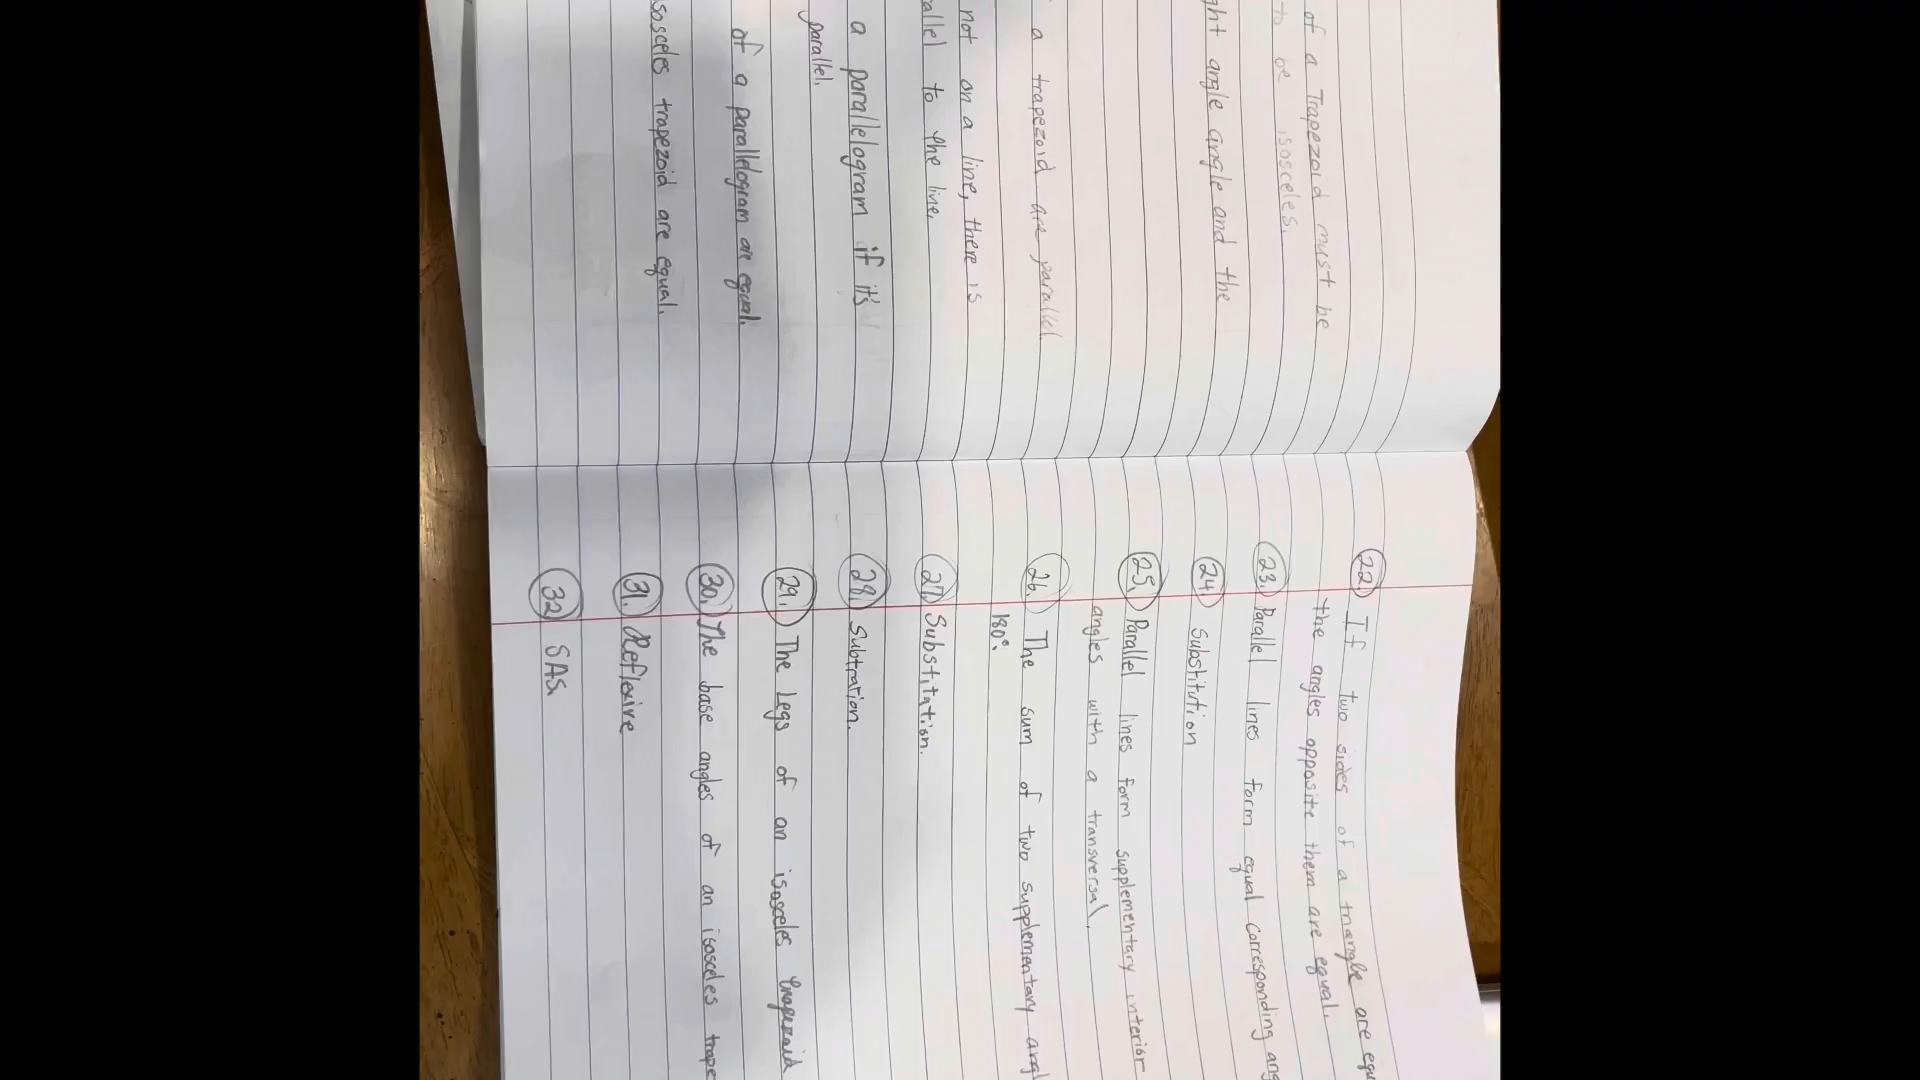 of a Trapezoid must be
to be isosceles.
ght angle angle and the
a trapezoid are parallel
not on a line, there is
allel to the line.
a parallelogram if it's
parallel.
of a parallelogram are equal.
sosceles trapezoid are equal.
22. If two sides of a triangle are equ
the angles opposite them are equal.
23. Parallel lines form equal corresponding ang
24. Substitution
25. Parallel lines form supplementary interior
angles with a transversal.
26. The sum of two supplementary angl
180°.
27. Substitution.
28. Subtration.
29. The Legs of an isosceles trapezoid
30. The base angles of an isosceles trape
31. Reflexive
32 SAS.